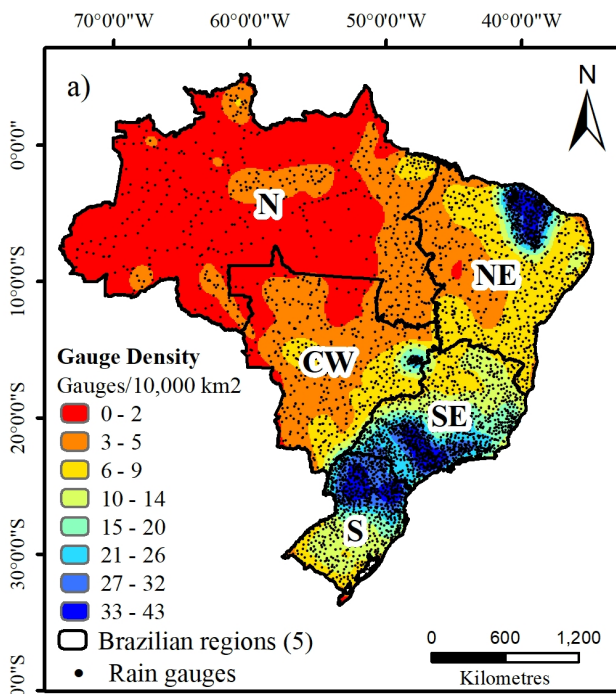 70°0'0"W 60°0'0"W 50°0'0"W 40°0'0"W
a)
N
0°0'0"
N
NE
10°0'0"S
CW
SE
20°0'0"S
S
30°0'0"S
0°0"S
Gauge Density
Gauges/10,000 km2
0 - 2
3 - 5
6 - 9
10 - 14
15 - 20
21 - 26
27 - 32
33 - 43
Brazilian regions (5)
Rain gauges
0 600 1,200
Kilometres